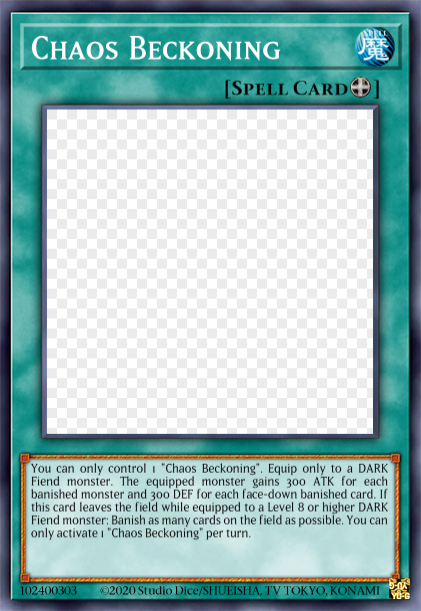 Chaos Beckoning
SPELL
魔
[Spell Card]
You can only control 1 "Chaos Beckoning". Equip only to a DARK
Fiend monster. The equipped monster gains 300 ATK for each
banished monster and 300 DEF for each face-down banished card. If
this card leaves the field while equipped to a Level 8 or higher DARK
Fiend monster: Banish as many cards on the field as possible. You can
only activate 1 "Chaos Beckoning" per turn.
102400303 ©2020 Studio Dice/SHUEISHA, TV TOKYO, KONAMI